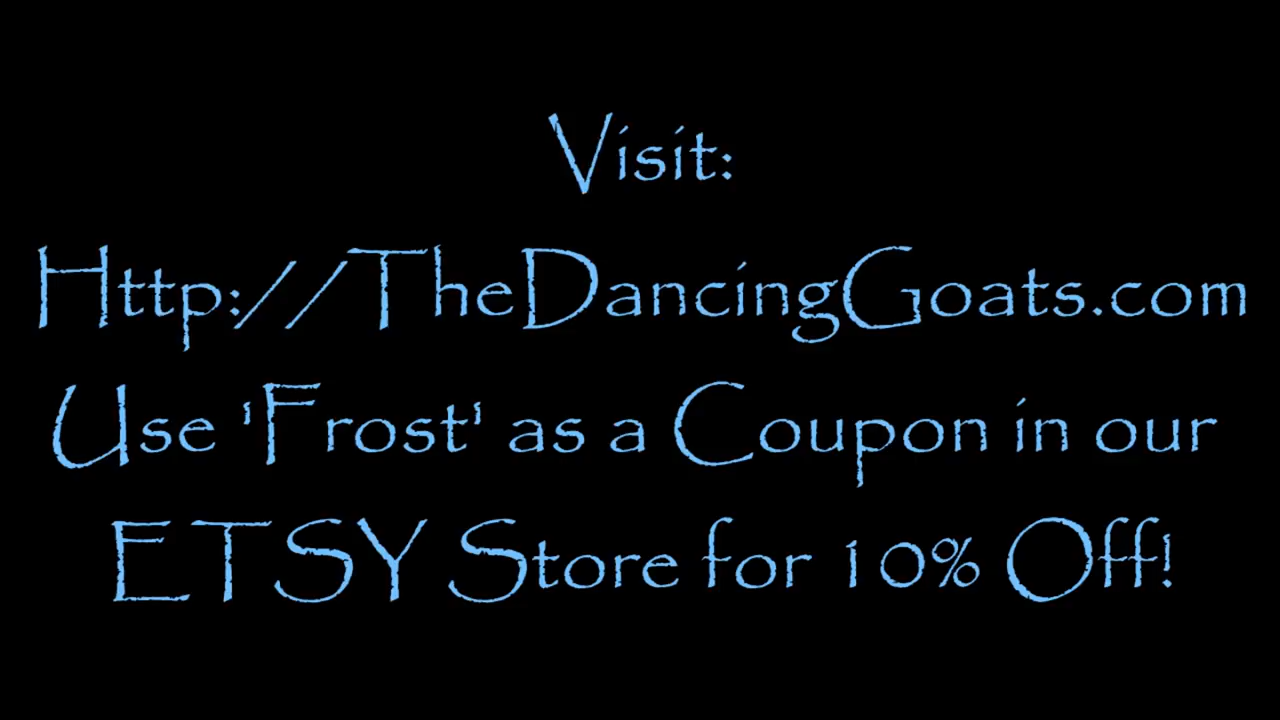 Visit:
Http://TheDancingGoats.com
Use 'Frost' as a Coupon in our
ETSY Store for 10% Off!